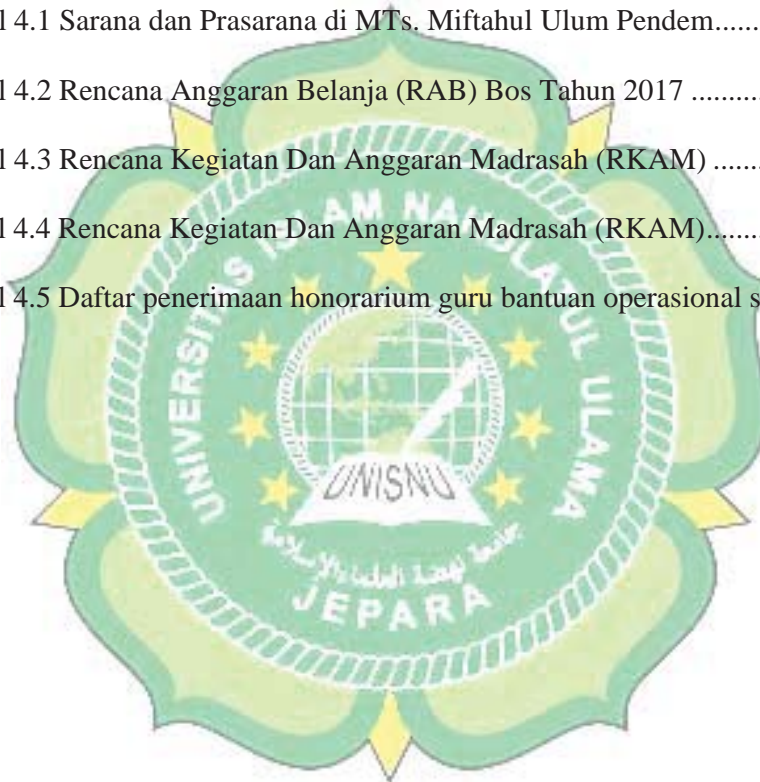 l 4.1 Sarana dan Prasarana di MTs. Miftahul Ulum Pendem.......
l 4.2 Rencana Anggaran Belanja (RAB) Bos Tahun 2017 ..........
l 4.3 Rencana Kegiatan Dan Anggaran Madrasah (RKAM) .......
l 4.4 Rencana Kegiatan Dan Anggaran Madrasah (RKAM)........
l 4.5 Daftar penerimaan honorarium guru bantuan operasional s
UNIVERSITAS ISLAM NAHDLATUL ULAMA
UNISNU
JEPARA